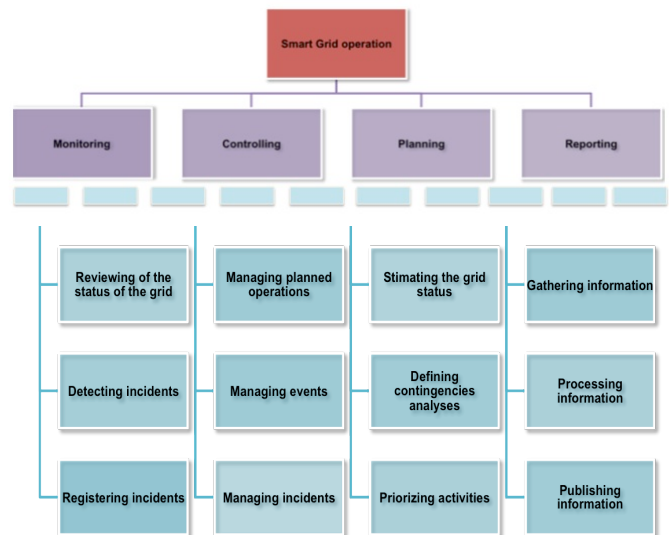 Smart Grid operation
Monitoring
Controlling
Planning
Reporting
Reviewing of the
status of the grid
Managing planned
operations
Stimating the grid
status
Gathering information
Detecting incidents
Managing events
Defining
contingencies
analyses
Processing
information
Registering incidents
Managing incidents
Priorizing activities
Publishing
information